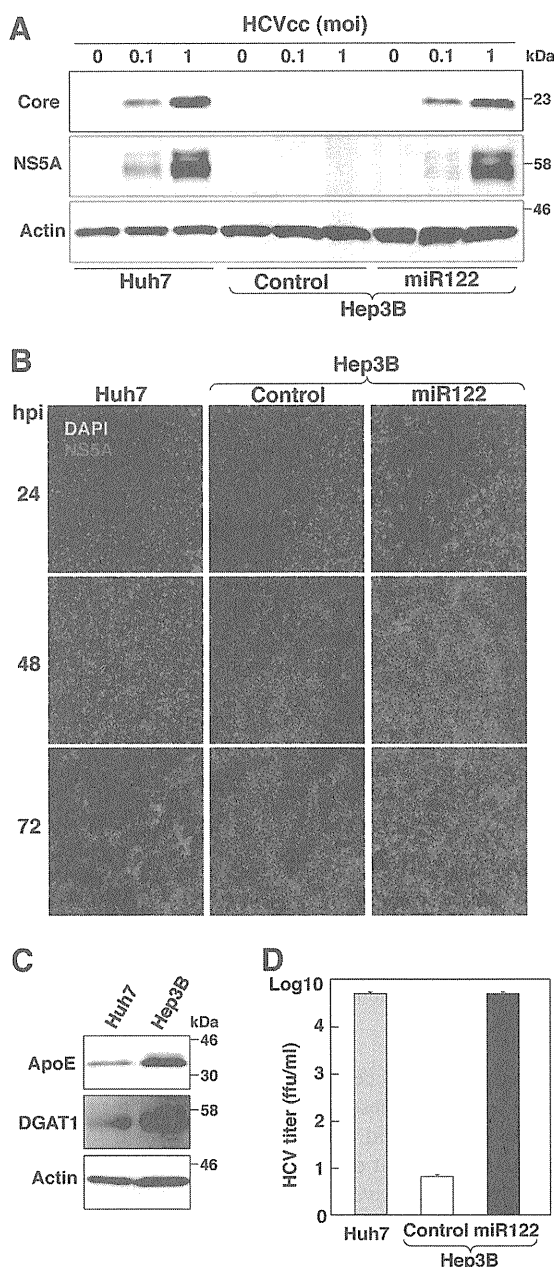 A
HCVcc (moi)
0 0.1 1 0 0.1 1 0 0.1 1 kDa
Core 23
NS5A 58
46
Actin
Huh7 Control miR122
Hep3B
B
Hep3B
Huh7 Control miR122
hpi
DAPI
NS5A
24
48
72
C
Huh7 Hep3B
kDa
46
ApoE
30
58
DGAT1
46
Actin
D
Log10
4
3
2
1
0
HCV titer (ffu/ml)
Huh7 Control miR122
Hep3B